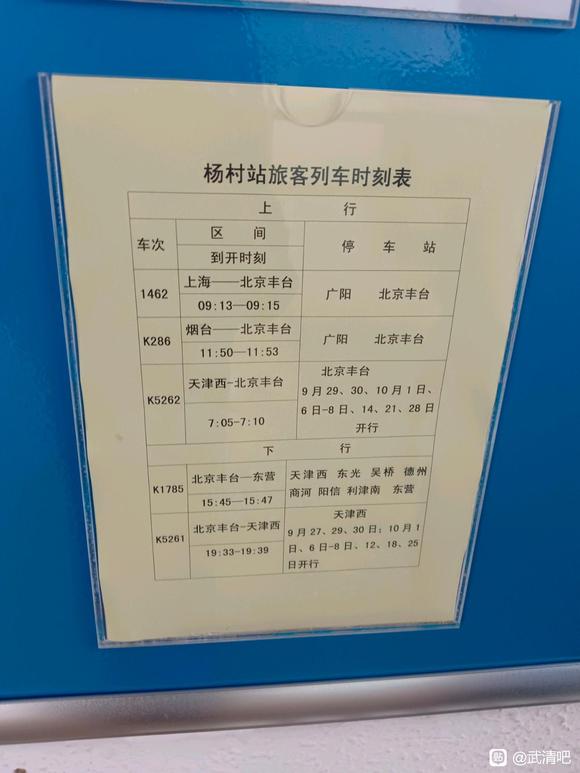 杨村站旅客列车时刻表
上 行
车次 区 间 停 车 站
到开时刻
1462 上海——北京丰台 广阳 北京丰台
09:13—09:15
K286 烟台——北京丰台 广阳 北京丰台
11:50—11:53
K5262 天津西-北京丰台 北京丰台
7:05-7:10 9月29、30、10月1日、
6日-8日、14、21、28日
开行
下 行
K1785 北京丰台—东营 天津西 东光 吴桥 德州
15:45—15:47 商河 阳信 利津南 东营
K5261 北京丰台-天津西 天津西
19:33-19:39 9月27、29、30日；10月1
日、6日-8日、12、18、25
日开行
贴 @武清吧